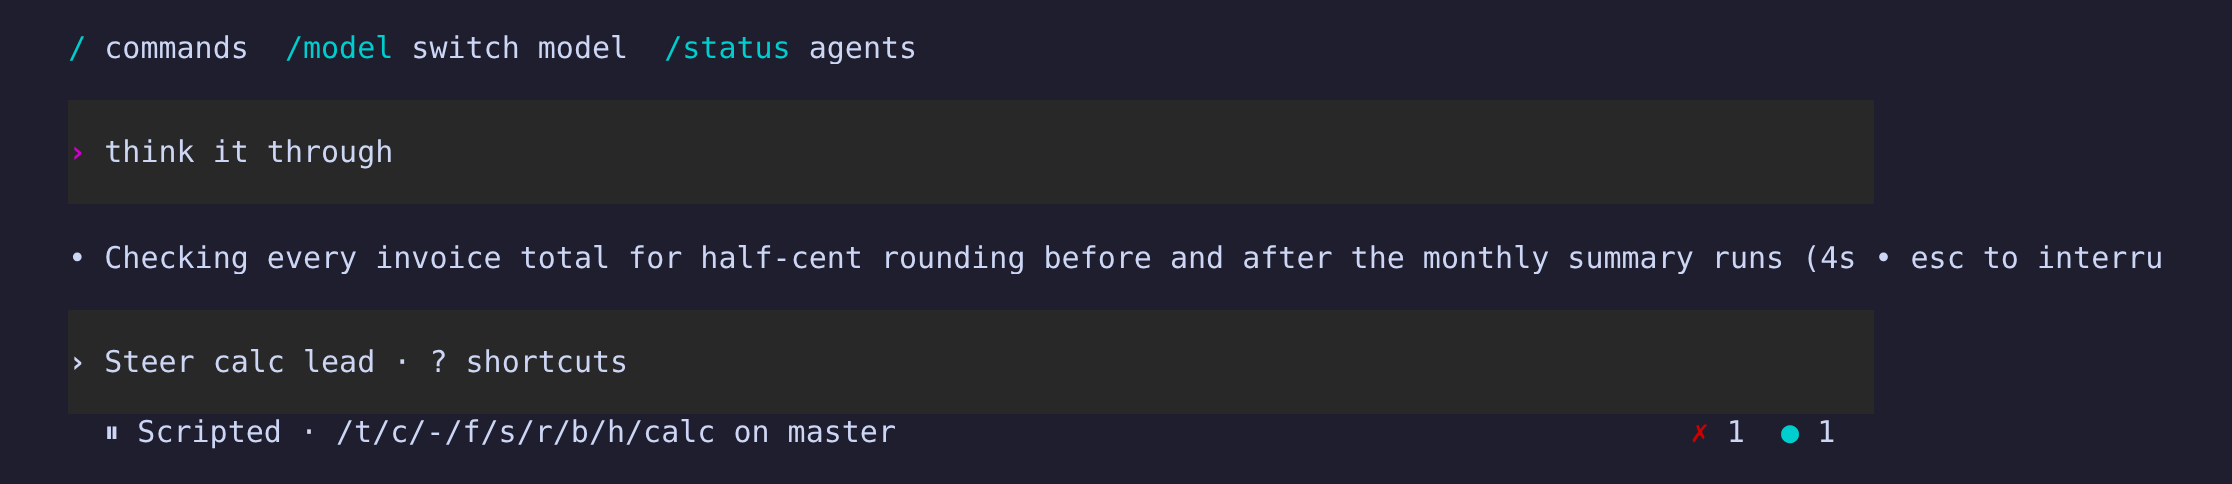 / commands  /model switch model  /status agents
› think it through
• Checking every invoice total for half-cent rounding before and after the monthly summary runs (4s • esc to interru
› Steer calc lead · ? shortcuts
⏸ Scripted · /t/c/-/f/s/r/b/h/calc on master ✗ 1 ● 1